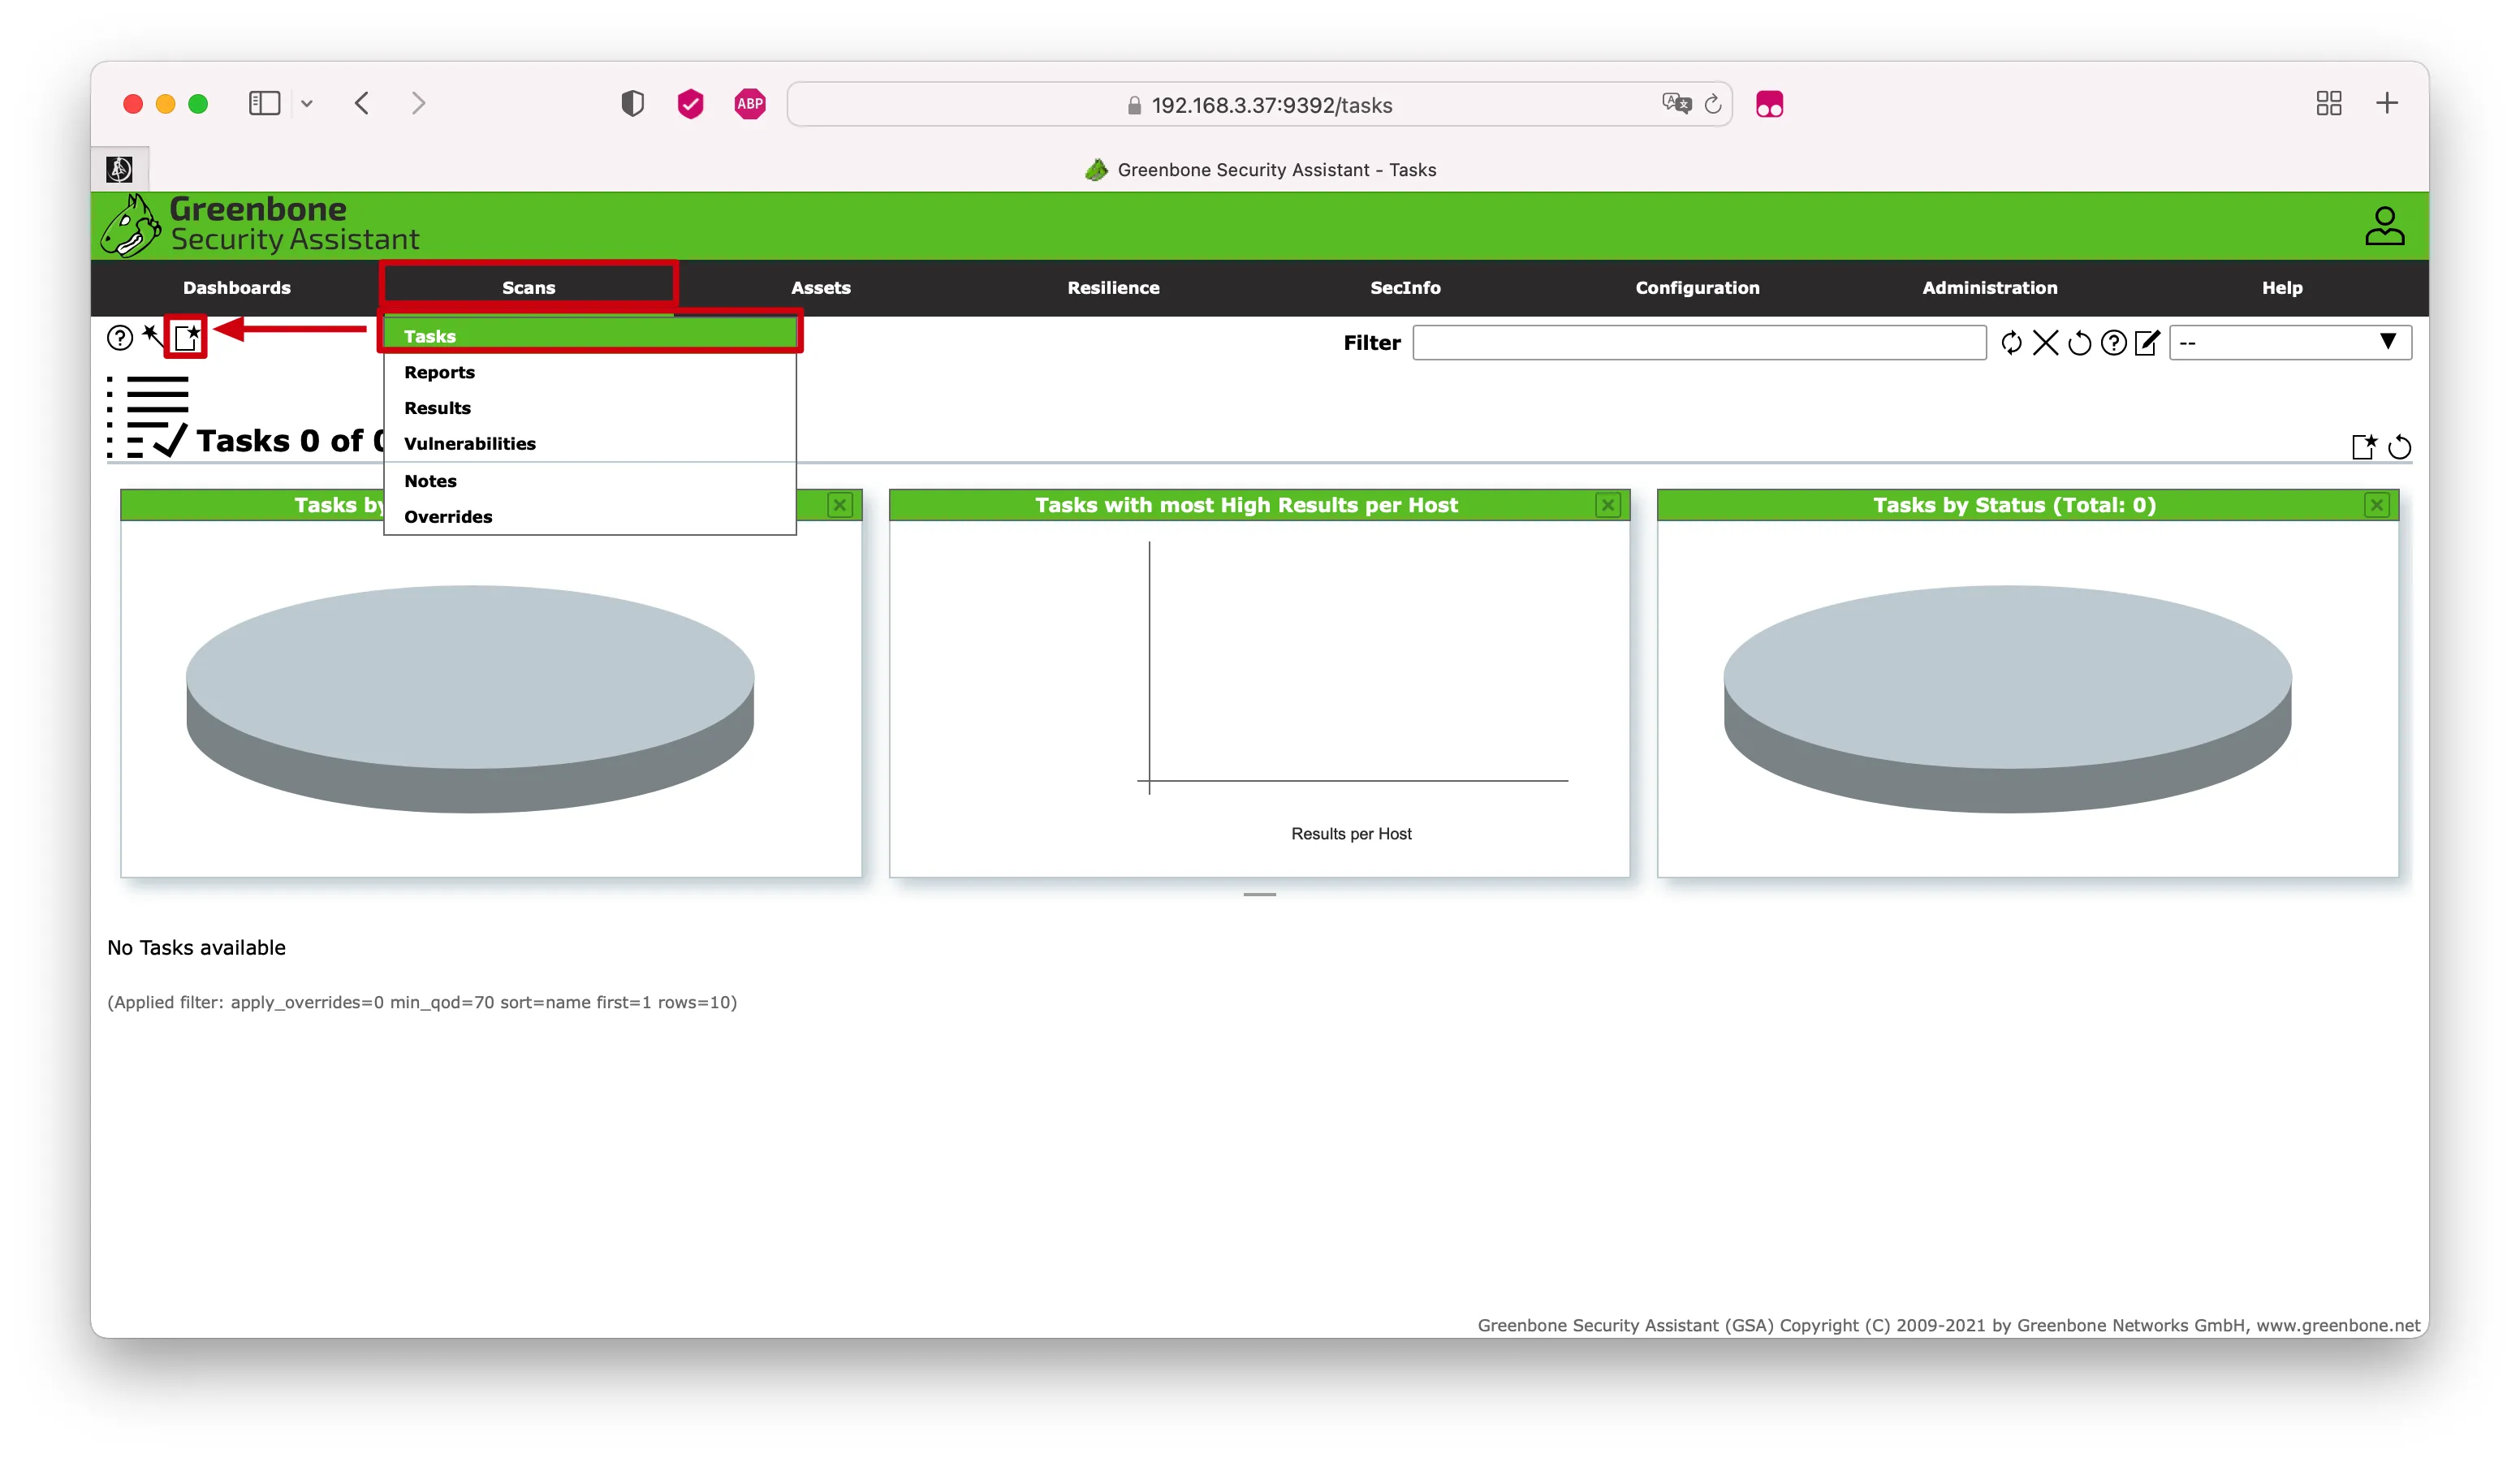 ABP
192.168.3.37:9392/tasks
Greenbone Security Assistant - Tasks
Greenbone
Security Assistant
Dashboards
Scans
Assets
Resilience
SecInfo
Configuration
Administration
Help
Tasks
Reports
Results
Vulnerabilities
Notes
Overrides
Filter
--
Tasks 0 of
Tasks by
Tasks with most High Results per Host
Tasks by Status (Total: 0)
Results per Host
No Tasks available
(Applied filter: apply_overrides=0 min_qod=70 sort=name first=1 rows=10)
Greenbone Security Assistant (GSA) Copyright (C) 2009-2021 by Greenbone Networks GmbH, www.greenbone.net